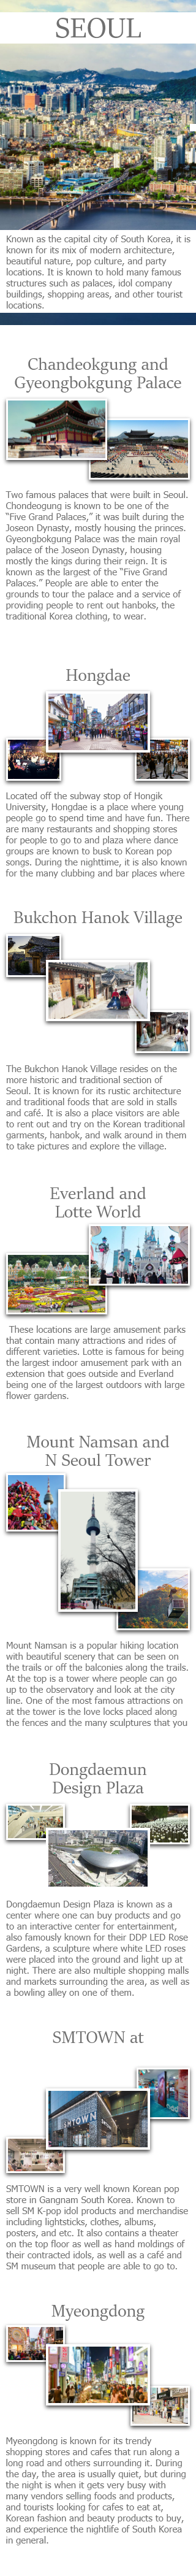 SEOUL
Known as the capital city of South Korea, it is
known for its mix of modern architecture,
beautiful nature, pop culture, and party
locations. It is known to hold many famous
structures such as palaces, idol company
buildings, shopping areas, and other tourist
locations.
Chandeokgung and
Gyeongbokgung Palace
Two famous palaces that were built in Seoul.
Chondeogung is known to be one of the
“Five Grand Palaces,” it was built during the
Joseon Dynasty, mostly housing the princes.
Gyeongbokgung Palace was the main royal
palace of the Joseon Dynasty, housing
mostly the kings during their reign. It is
known as the largest of the “Five Grand
Palaces.” People are able to enter the
grounds to tour the palace and a service of
providing people to rent out hanboks, the
traditional Korea clothing, to wear.
Hongdae
Located off the subway stop of Hongik
University, Hongdae is a place where young
people go to spend time and have fun. There
are many restaurants and shopping stores
for people to go to and plaza where dance
groups are known to busk to Korean pop
songs. During the nighttime, it is also known
for the many clubbing and bar places where
Bukchon Hanok Village
The Bukchon Hanok Village resides on the
more historic and traditional section of
Seoul. It is known for its rustic architecture
and traditional foods that are sold in stalls
and café. It is also a place visitors are able
to rent out and try on the Korean traditional
garments, hanbok, and walk around in them
to take pictures and explore the village.
Everland and
Lotte World
These locations are large amusement parks
that contain many attractions and rides of
different varieties. Lotte is famous for being
the largest indoor amusement park with an
extension that goes outside and Everland
being one of the largest outdoors with large
flower gardens.
Mount Namsan and
N Seoul Tower
Mount Namsan is a popular hiking location
with beautiful scenery that can be seen on
the trails or off the balconies along the trails.
At the top is a tower where people can go
up to the observatory and look at the city
line. One of the most famous attractions on
at the tower is the love locks placed along
the fences and the many sculptures that you
Dongdaemun
Design Plaza
Dongdaemun Design Plaza is known as a
center where one can buy products and go
to an interactive center for entertainment,
also famously known for their DDP LED Rose
Gardens, a sculpture where white LED roses
were placed into the ground and light up at
night. There are also multiple shopping malls
and markets surrounding the area, as well as
a bowling alley on one of them.
SMTOWN at
SMTOWN is a very well known Korean pop
store in Gangnam South Korea. Known to
sell SM K-pop idol products and merchandise
including lightsticks, clothes, albums,
posters, and etc. It also contains a theater
on the top floor as well as hand moldings of
their contracted idols, as well as a café and
SM museum that people are able to go to.
Myeongdong
Myeongdong is known for its trendy
shopping stores and cafes that run along a
long road and others surrounding it. During
the day, the area is usually quiet, but during
the night is when it gets very busy with
many vendors selling foods and products,
and tourists looking for cafes to eat at,
Korean fashion and beauty products to buy,
and experience the nightlife of South Korea
in general.